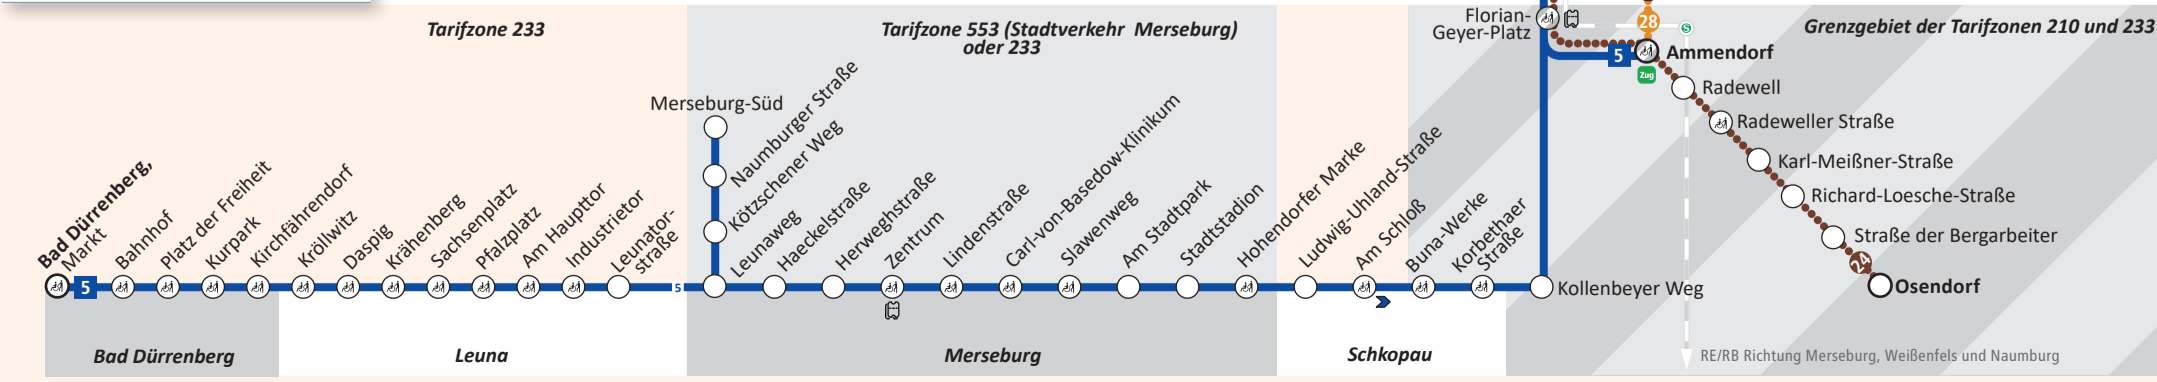 Tarifzone 233
Tarifzone 553 (Stadtverkehr Merseburg)
oder 233
Grenzgebiet der Tarifzonen 210 und 233
Florian-
Geyer-Platz
28
S
5
Ammendorf
Zug
Radewell
Radeweller Straße
Karl-Meißner-Straße
Richard-Loesche-Straße
Straße der Bergarbeiter
24
Osendorf
Merseburg-Süd
Naumburger Straße
Kötzschener Weg
Bad Dürrenberg,
Markt
5
Bahnhof
Platz der Freiheit
Kurpark
Kirchfährendorf
Kröllwitz
Daspig
Krähenberg
Sachsenplatz
Pfalzplatz
Am Haupttor
Industrietor
Leunator-
straße
5
Leunaweg
Haeckelstraße
Herweghstraße
Zentrum
Lindenstraße
Carl-von-Basedow-Klinikum
Slawenweg
Am Stadtpark
Stadtstadion
Hohendorfer Marke
Ludwig-Uhland-Straße
Am Schloß
Buna-Werke
Korbethaer
Straße
Kollenbeyer Weg
Bad Dürrenberg
Leuna
Merseburg
Schkopau
RE/RB Richtung Merseburg, Weißenfels und Naumburg